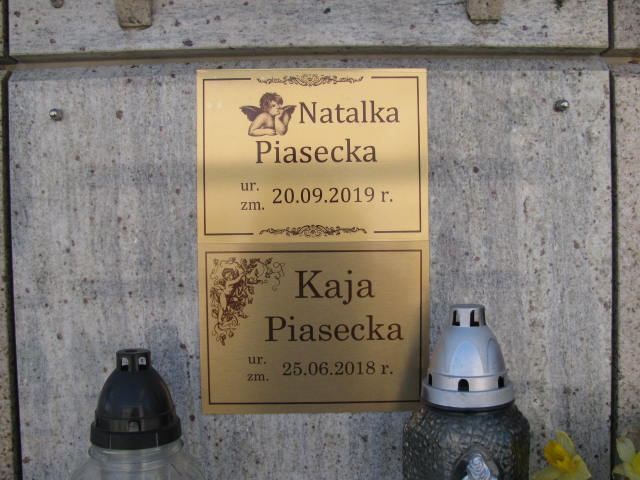 Natalka
Piasecka
ur.
zm. 20.09.2019 r.
Kaja
Piasecka
ur.
zm. 25.06.2018 r.